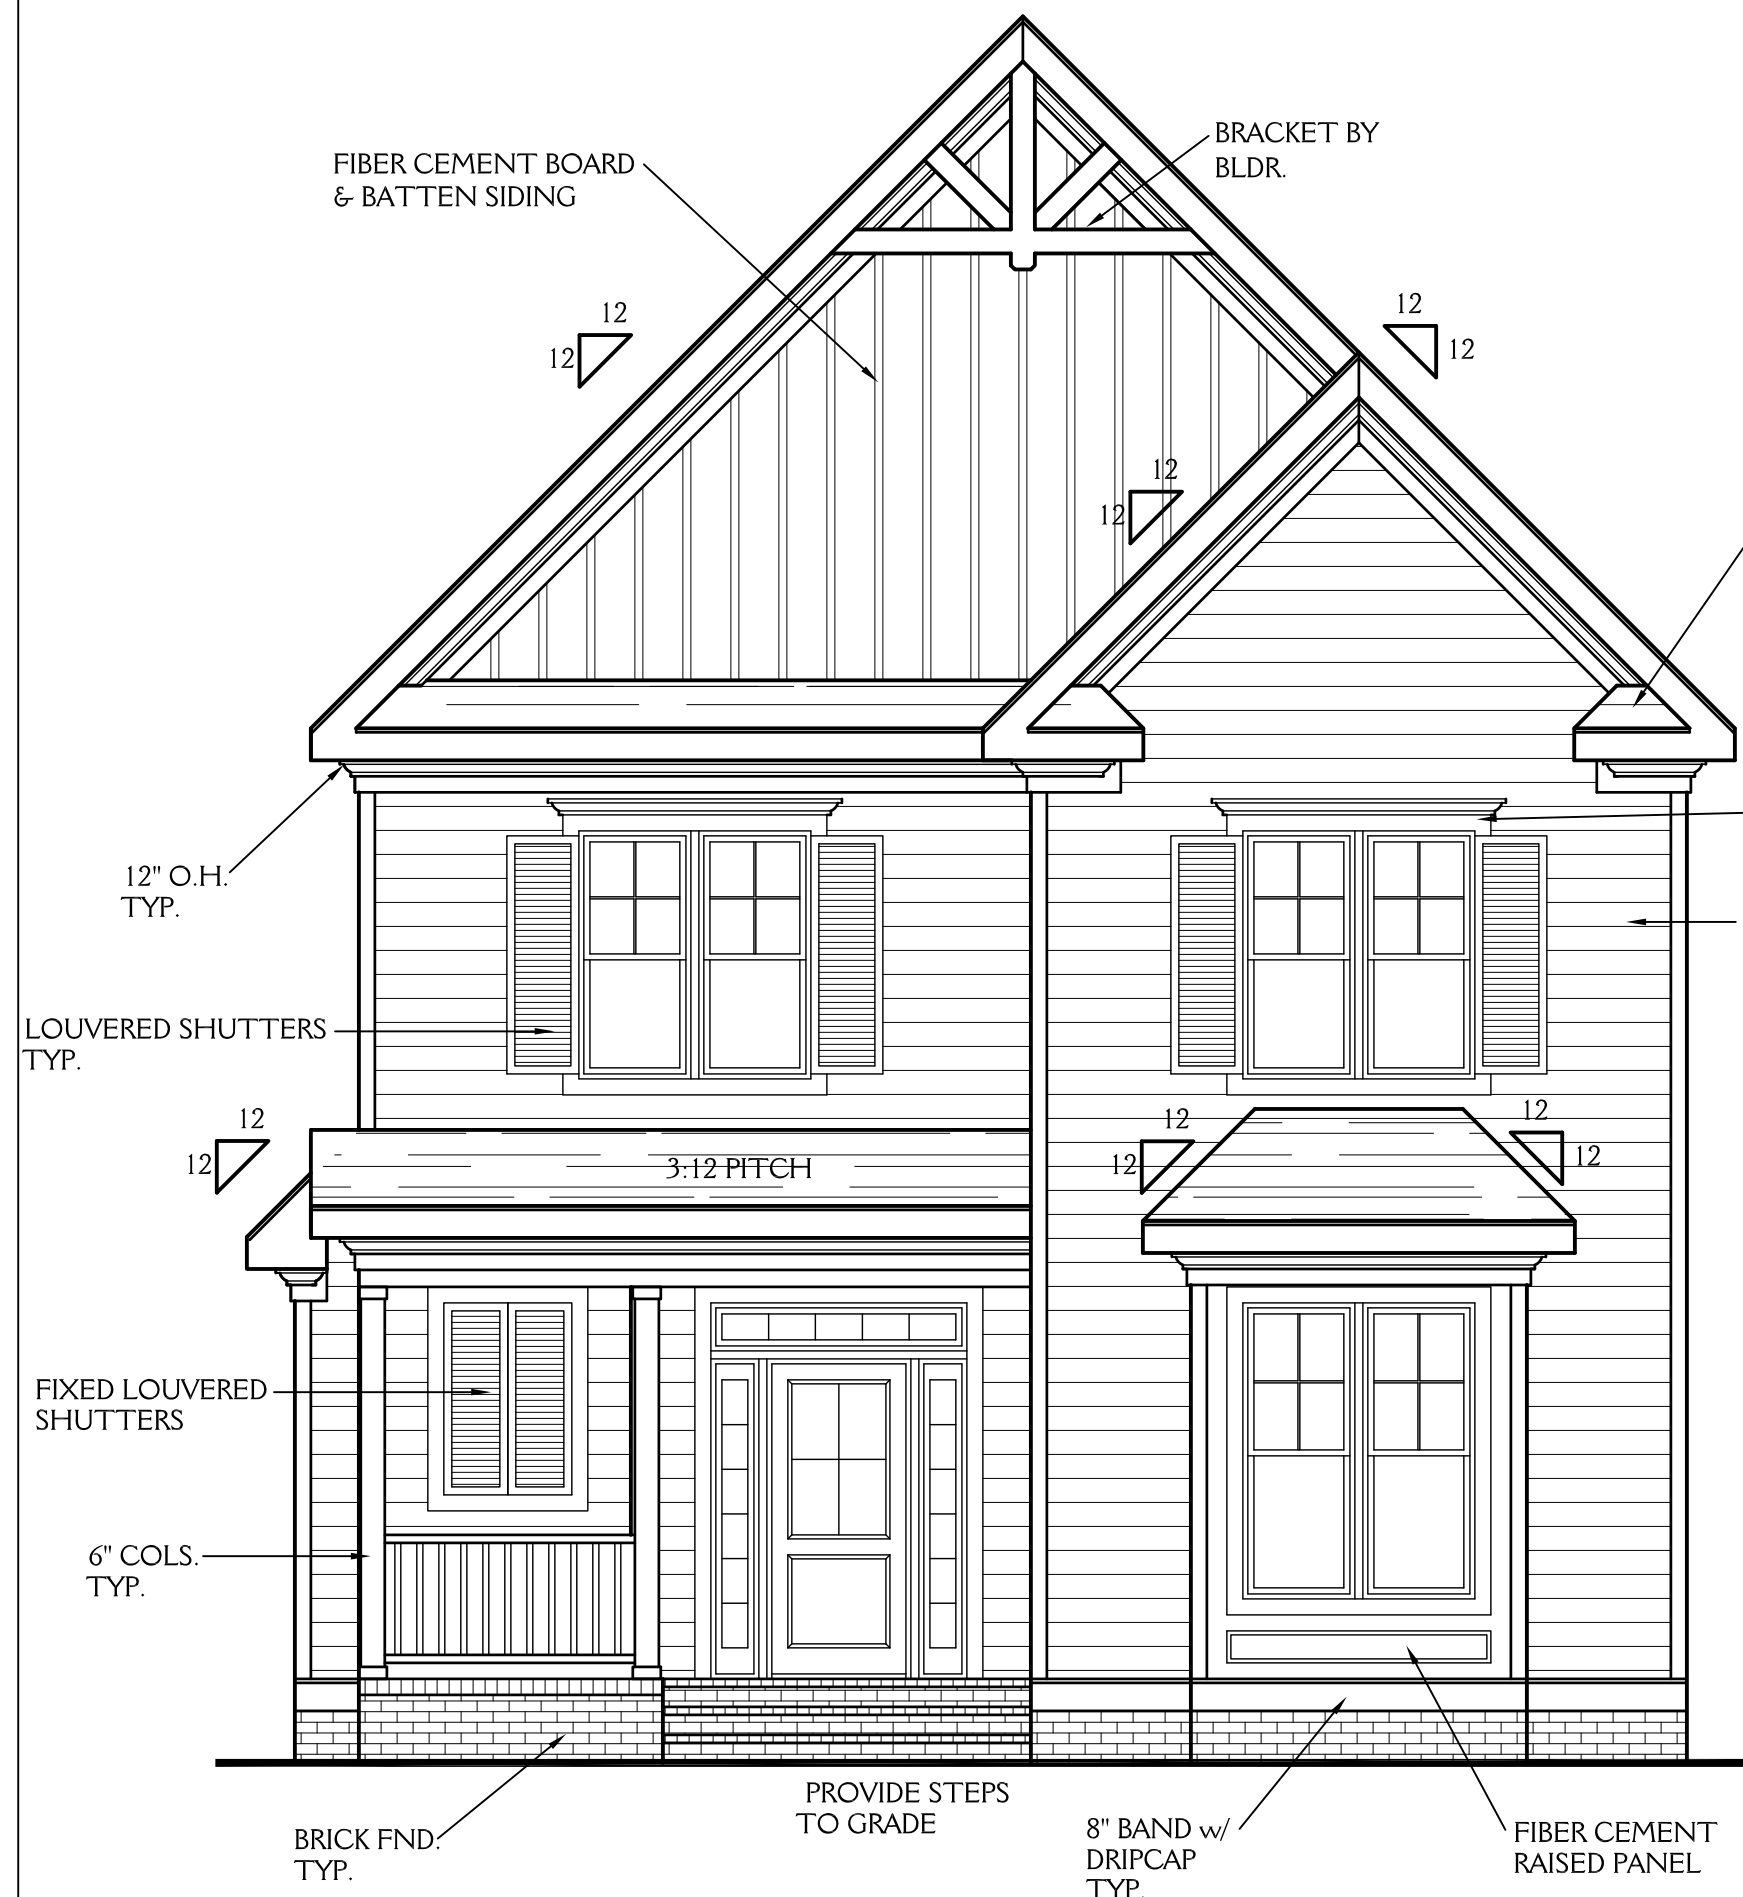 BRACKET BY
BLDR.
FIBER CEMENT BOARD
& BATTEN SIDING
12
12
12
12
12
12
12" O.H.
TYP.
LOUVERED SHUTTERS
TYP.
12
12
3:12 PITCH
12
12
12
12
FIXED LOUVERED
SHUTTERS
6" COLS.
TYP.
PROVIDE STEPS
TO GRADE
BRICK FND.
TYP.
8" BAND w/
DRIPCAP
TYP.
FIBER CEMENT
RAISED PANEL